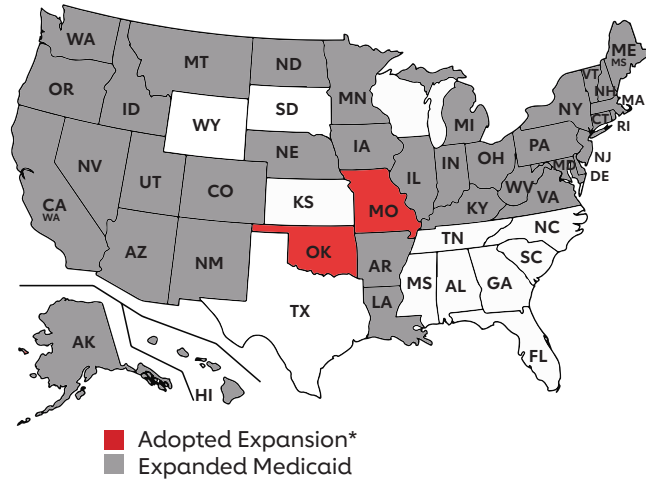 WA
MT
ND
ME
MS
OR
ID
WY
SD
MN
MI
NY
VT
NH
MA
CT
RI
NV
UT
CO
NE
IA
IL
IN
OH
PA
NJ
MD
DE
CA
WA
KS
MO
KY
WV
VA
AZ
NM
OK
AR
TN
NC
SC
TX
LA
MS
AL
GA
FL
AK
HI
Adopted Expansion*
Expanded Medicaid